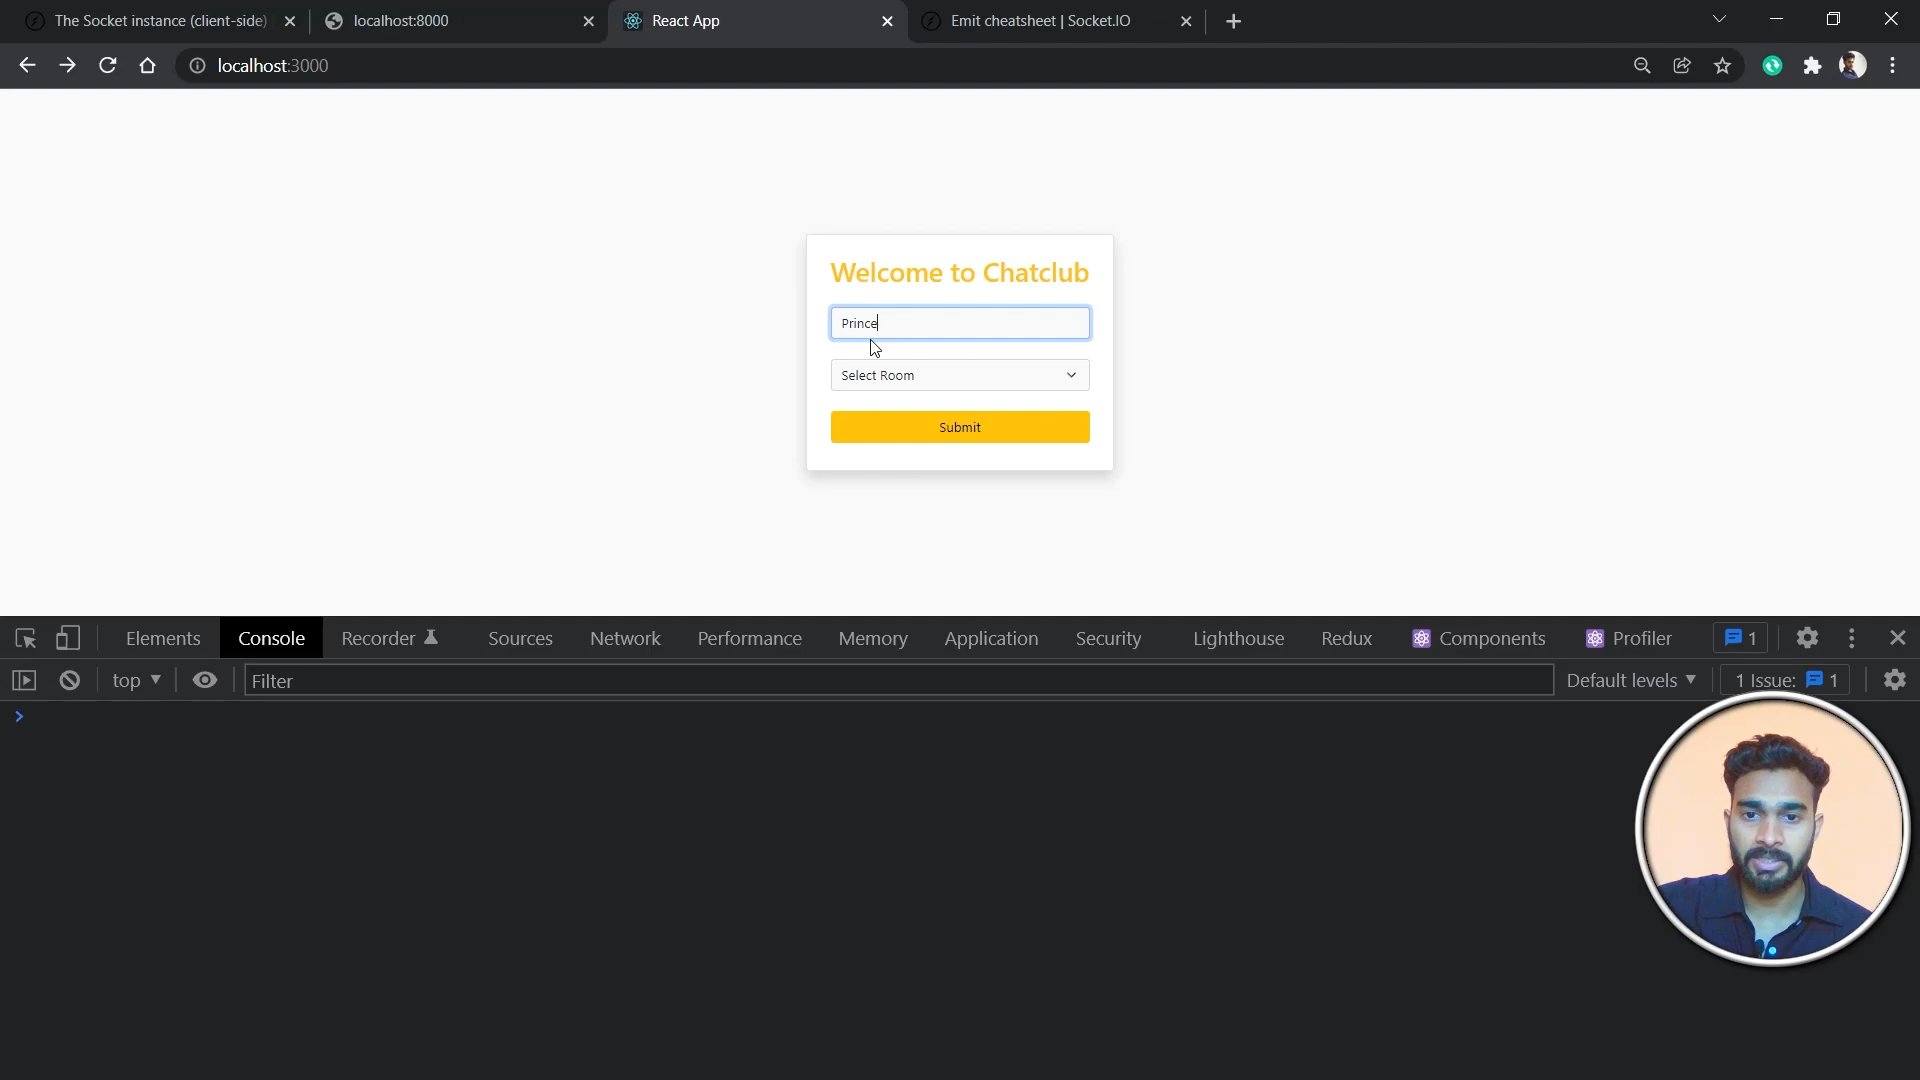 The Socket instance (client-side)
localhost:8000
React App
Emit cheatsheet | Socket.IO
localhost:3000
Welcome to Chatclub
Prince
Select Room
Submit
Elements
Console
Recorder
Sources
Network
Performance
Memory
Application
Security
Lighthouse
Redux
Components
Profiler
1
top
Filter
Default levels
1 Issue:
1